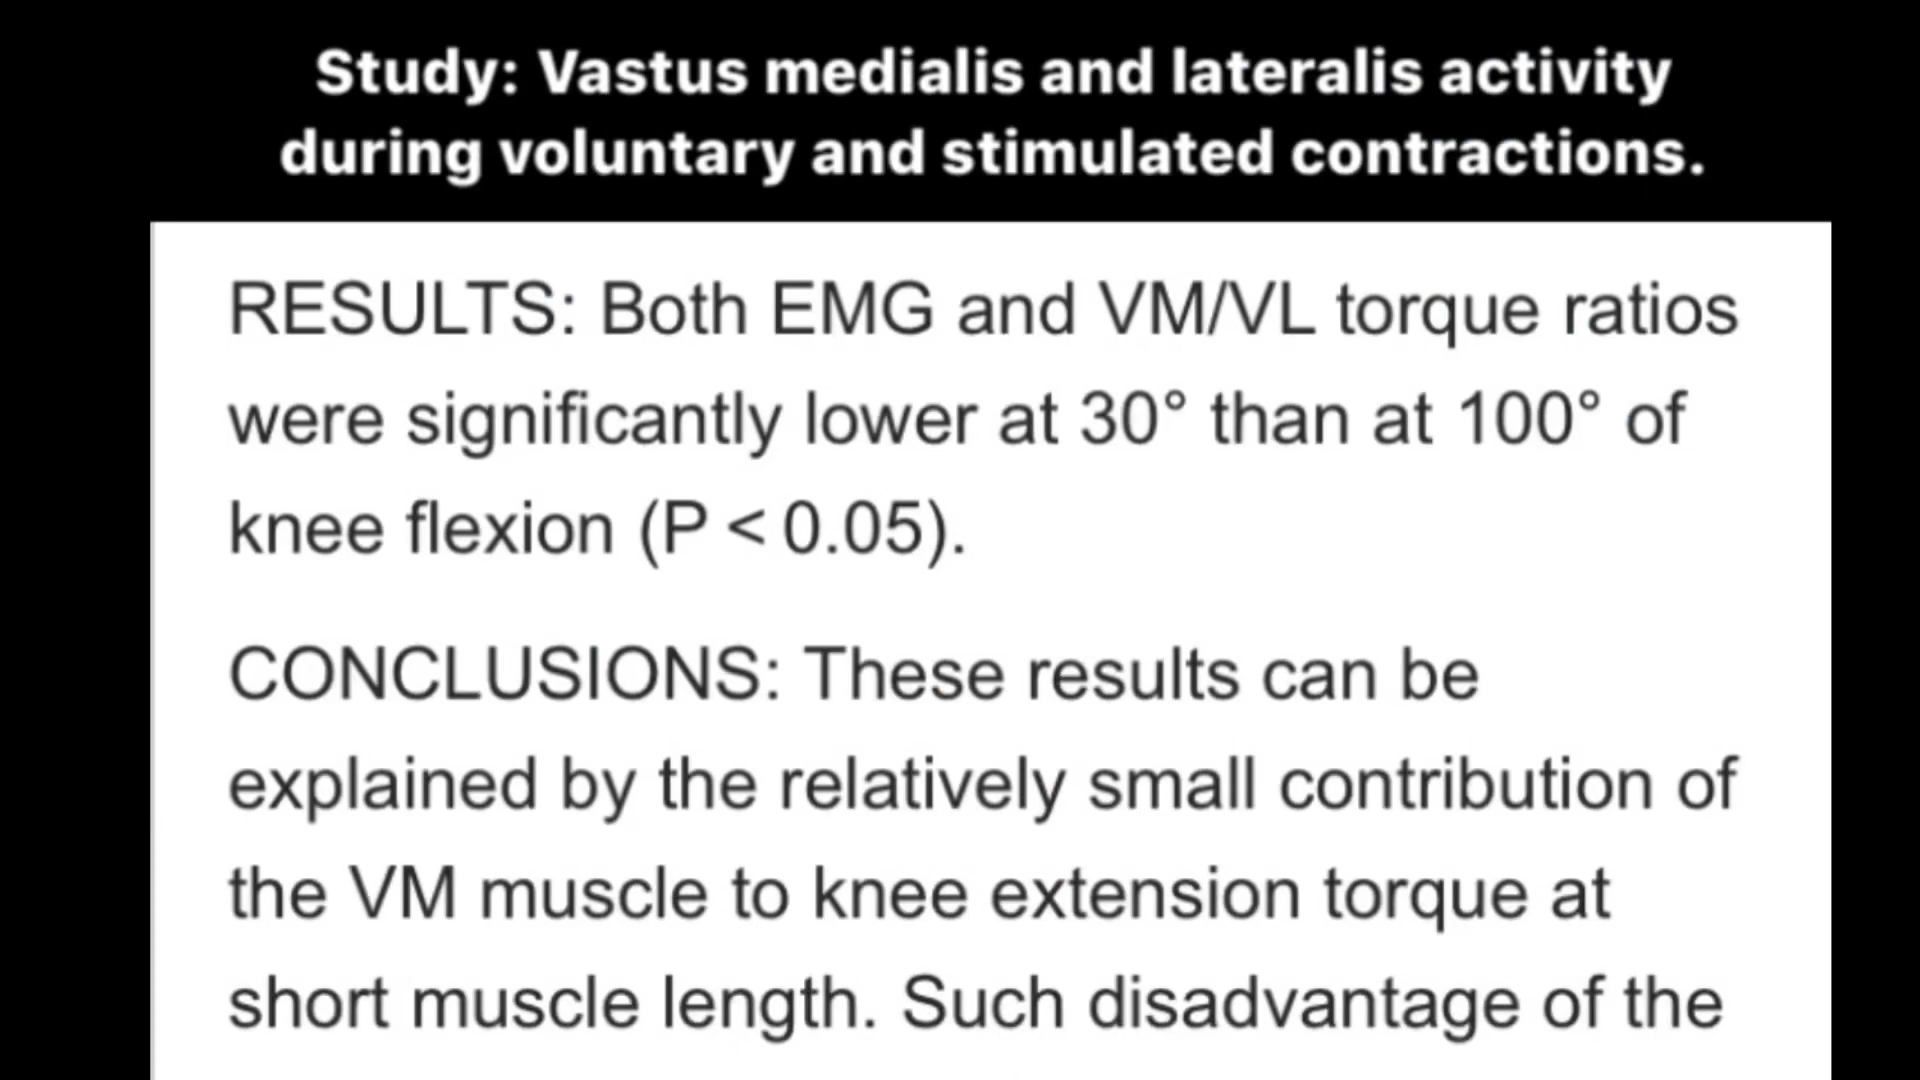 Study: Vastus medialis and lateralis activity
during voluntary and stimulated contractions.
RESULTS: Both EMG and VM/VL torque ratios
were significantly lower at 30° than at 100° of
knee flexion (P < 0.05).
CONCLUSIONS: These results can be
explained by the relatively small contribution of
the VM muscle to knee extension torque at
short muscle length. Such disadvantage of the